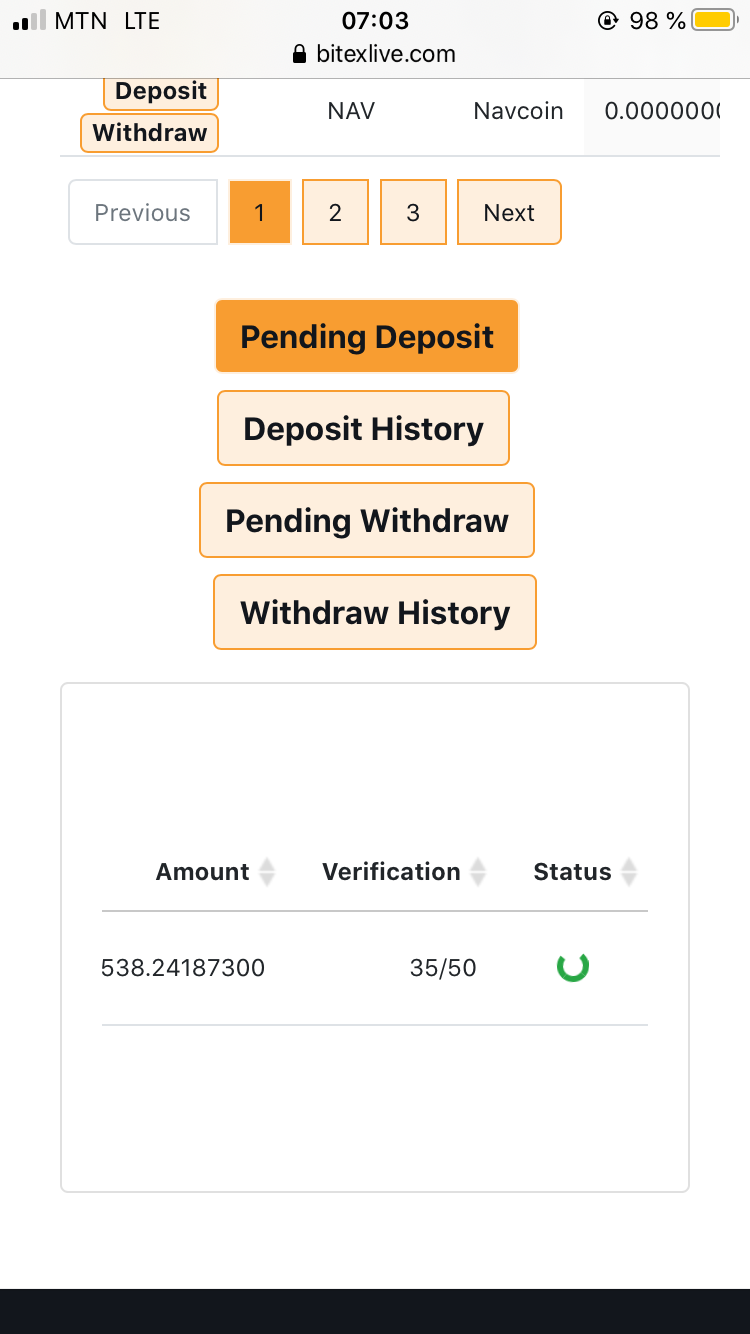 MTN LTE 07:03 98 %
bitexlive.com
Deposit
Withdraw
NAV Navcoin 0.0000000
Previous 1 2 3 Next
Pending Deposit
Deposit History
Pending Withdraw
Withdraw History
Amount Verification Status
538.24187300 35/50